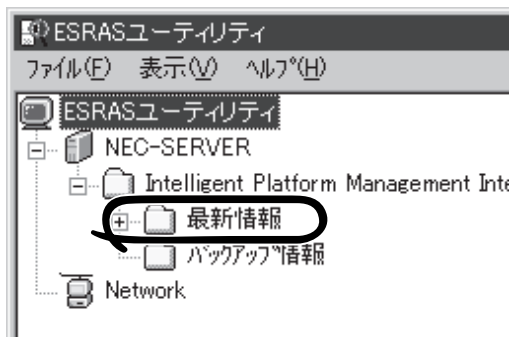 ESRASユーティリティ
ファイル(F) 表示(V) ヘルプ(H)
ESRASユーティリティ
NEC-SERVER
Intelligent Platform Management Inte
最新情報
バックアップ情報
Network